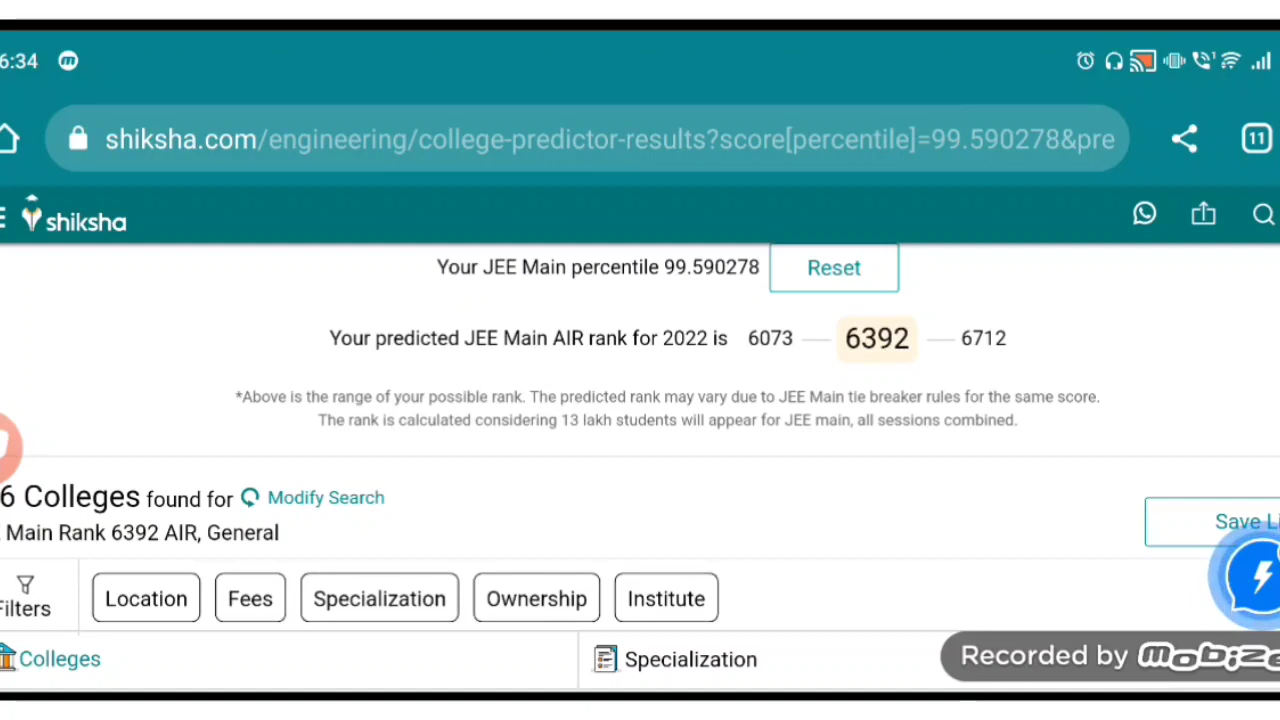 6:34
shiksha.com/engineering/college-predictor-results?score[percentile]=99.590278&pre
11
shiksha
Your JEE Main percentile 99.590278 Reset
Your predicted JEE Main AIR rank for 2022 is 6073 6392 6712
*Above is the range of your possible rank. The predicted rank may vary due to JEE Main tie breaker rules for the same score.
The rank is calculated considering 13 lakh students will appear for JEE main, all sessions combined.
6 Colleges found for Modify Search
Main Rank 6392 AIR, General
Save Li
Filters Location Fees Specialization Ownership Institute
Colleges Specialization
Recorded by mobize